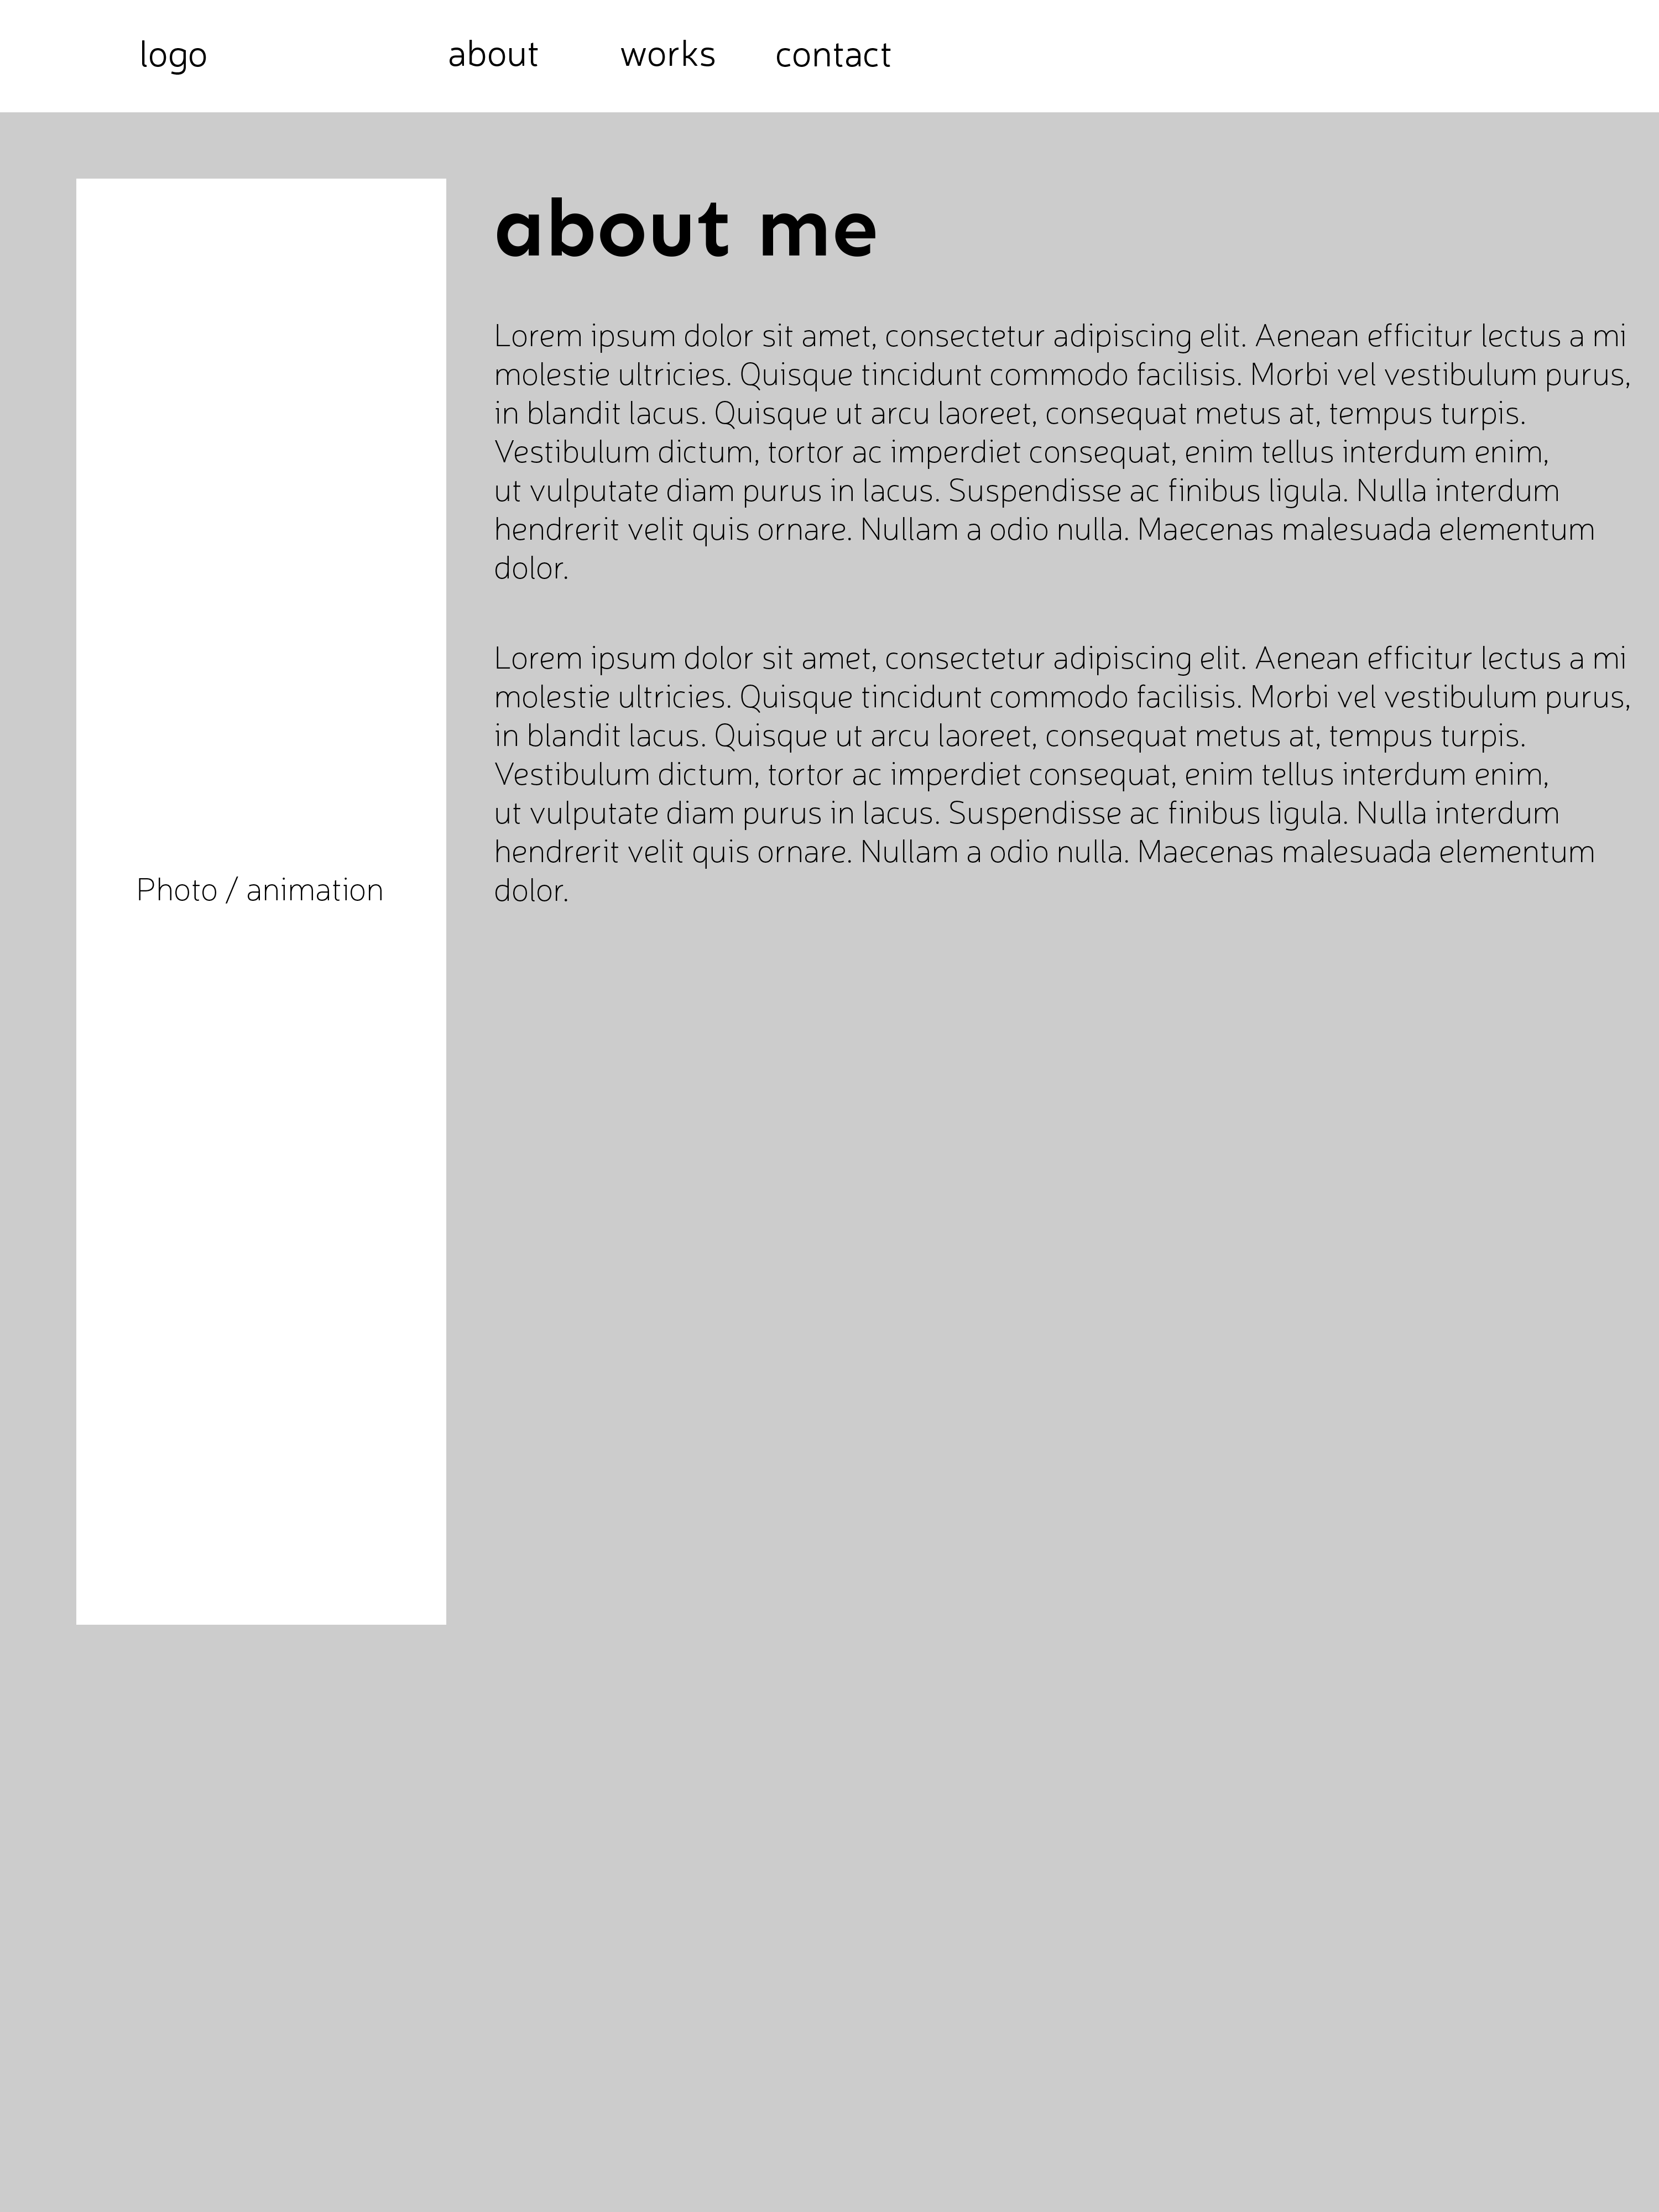 logo about works contact
about me
Lorem ipsum dolor sit amet, consectetur adipiscing elit. Aenean efficitur lectus a mi
molestie ultricies. Quisque tincidunt commodo facilisis. Morbi vel vestibulum purus,
in blandit lacus. Quisque ut arcu laoreet, consequat metus at, tempus turpis.
Vestibulum dictum, tortor ac imperdiet consequat, enim tellus interdum enim,
ut vulputate diam purus in lacus. Suspendisse ac finibus ligula. Nulla interdum
hendrerit velit quis ornare. Nullam a odio nulla. Maecenas malesuada elementum
dolor.
Lorem ipsum dolor sit amet, consectetur adipiscing elit. Aenean efficitur lectus a mi
molestie ultricies. Quisque tincidunt commodo facilisis. Morbi vel vestibulum purus,
in blandit lacus. Quisque ut arcu laoreet, consequat metus at, tempus turpis.
Vestibulum dictum, tortor ac imperdiet consequat, enim tellus interdum enim,
ut vulputate diam purus in lacus. Suspendisse ac finibus ligula. Nulla interdum
hendrerit velit quis ornare. Nullam a odio nulla. Maecenas malesuada elementum
dolor.
Photo / animation